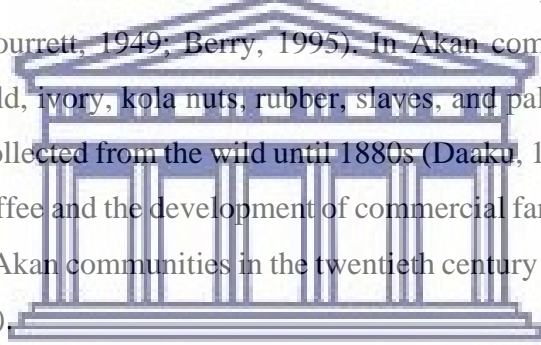 ourrett, 1949; Berry, 1995). In Akan com
ld, ivory, kola nuts, rubber, slaves, and pal
ollected from the wild until 1880s (Daaku, 1
ffee and the development of commercial far
Akan communities in the twentieth century
).